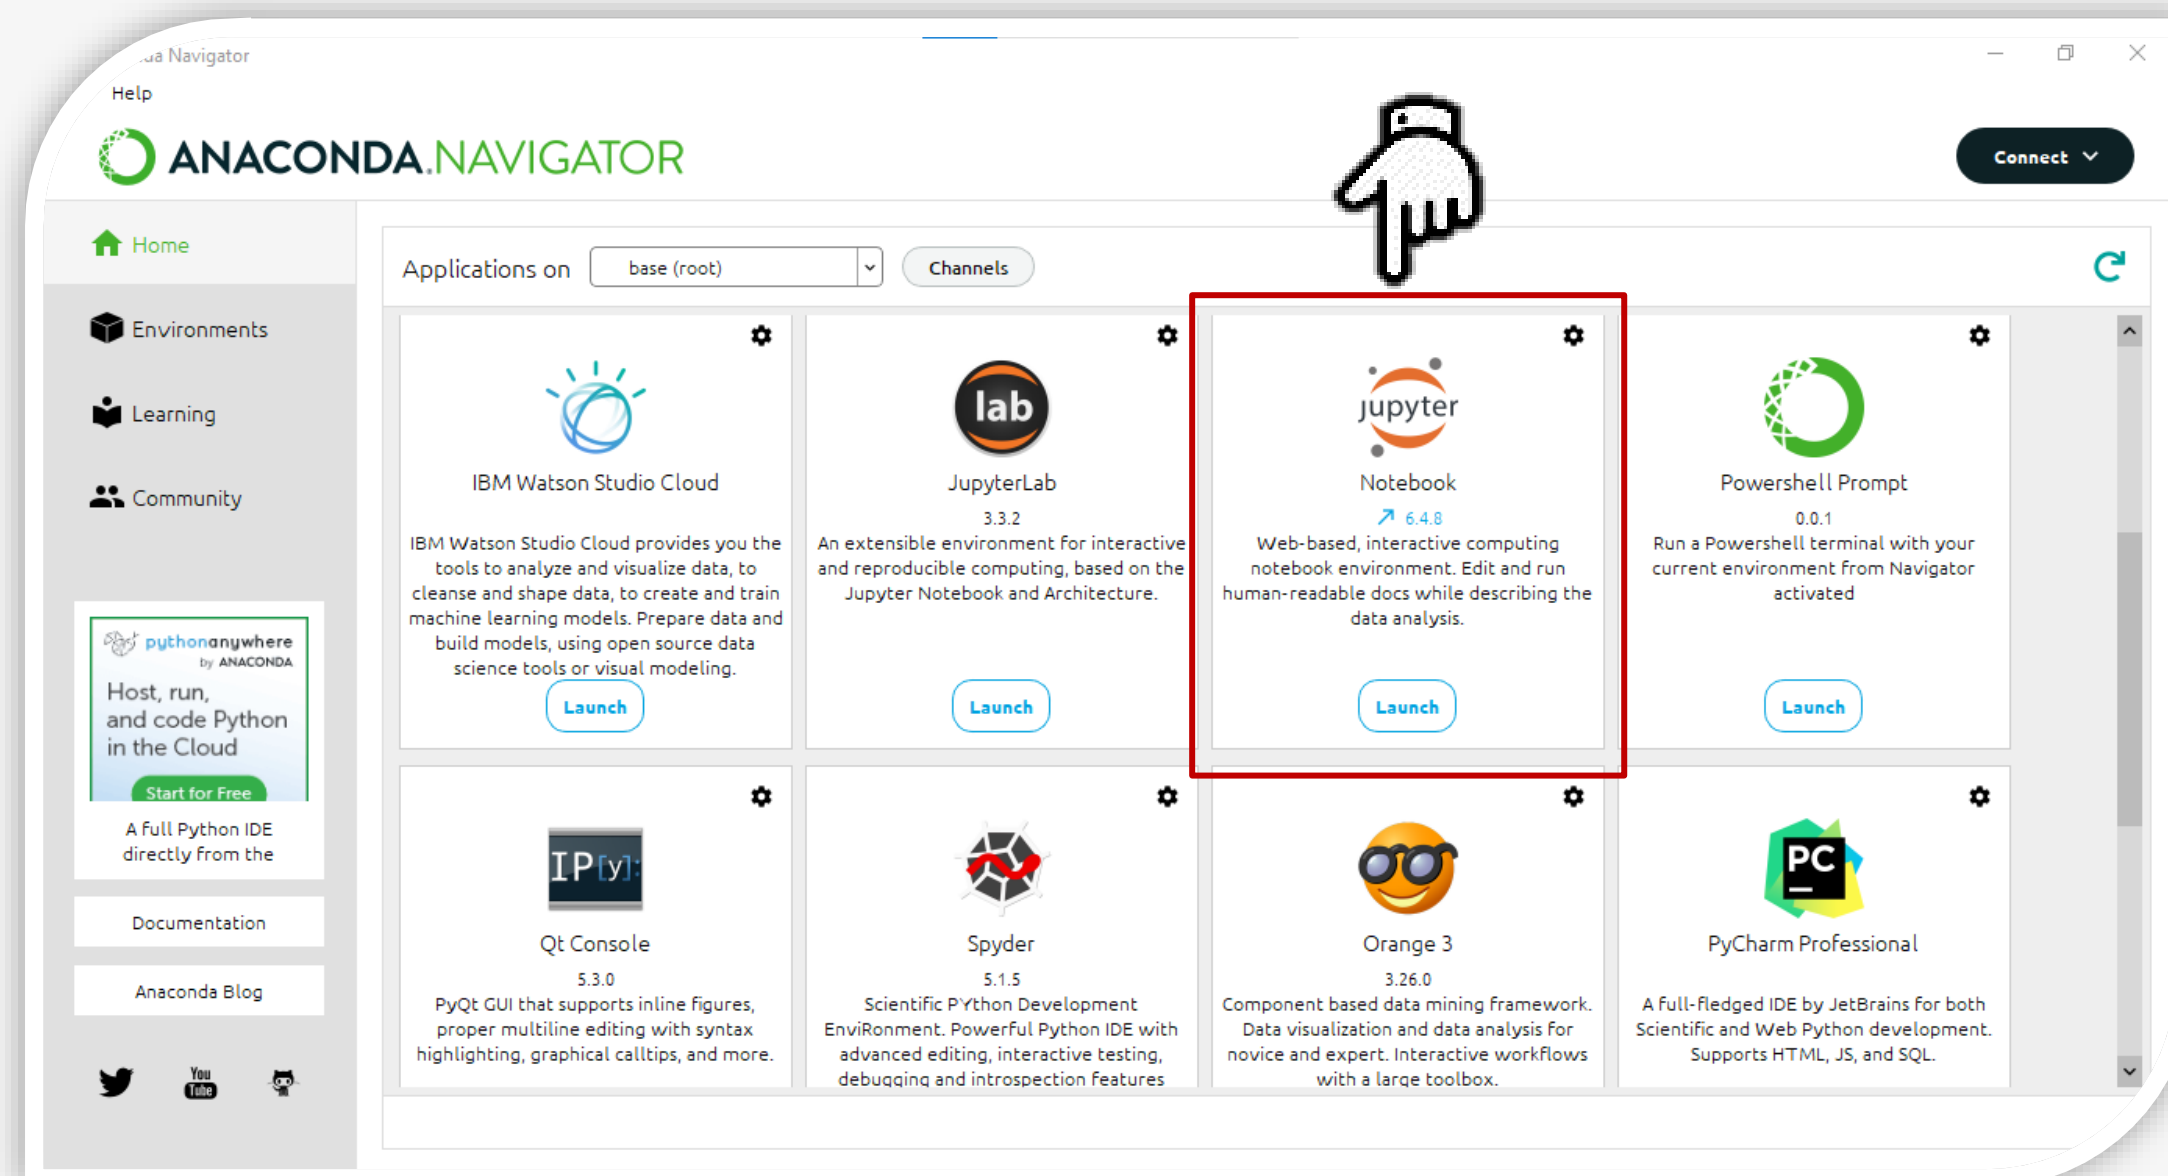 Navigator
Help
ANACONDA.NAVIGATOR
Connect
Home
Environments
Learning
Community
pythonanywhere
by ANACONDA
Host, run,
and code Python
in the Cloud
Start for Free
A full Python IDE
directly from the
Documentation
Anaconda Blog
You
Tube
Applications on
base (root)
Channels
IBM Watson Studio Cloud
IBM Watson Studio Cloud provides you the
tools to analyze and visualize data, to
cleanse and shape data, to create and train
machine learning models. Prepare data and
build models, using open source data
science tools or visual modeling.
Launch
lab
JupyterLab
3.3.2
An extensible environment for interactive
and reproducible computing, based on the
Jupyter Notebook and Architecture.
Launch
jupyter
Notebook
6.4.8
Web-based, interactive computing
notebook environment. Edit and run
human-readable docs while describing the
data analysis.
Launch
Powershell Prompt
0.0.1
Run a Powershell terminal with your
current environment from Navigator
activated
Launch
IP[y]:
Qt Console
5.3.0
PyQt GUI that supports inline figures,
proper multiline editing with syntax
highlighting, graphical calltips, and more.
Spyder
5.1.5
Scientific PYthon Development
EnviRonment. Powerful Python IDE with
advanced editing, interactive testing,
debugging and introspection features
Orange 3
3.26.0
Component based data mining framework.
Data visualization and data analysis for
novice and expert. Interactive workflows
with a large toolbox.
PC
PyCharm Professional
A full-fledged IDE by JetBrains for both
Scientific and Web Python development.
Supports HTML, JS, and SQL.